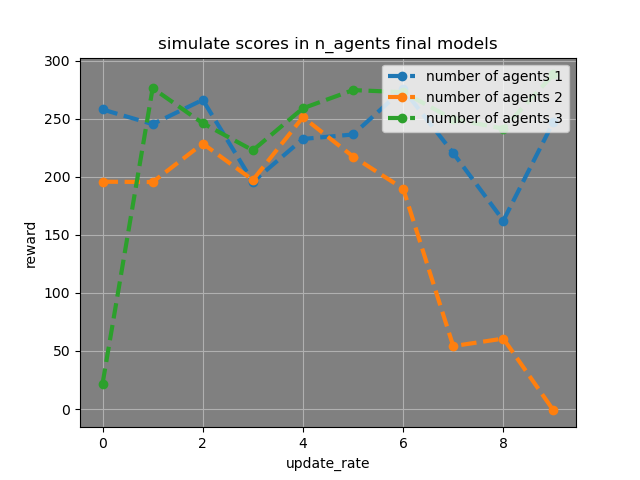 simulate scores in n_agents final models
number of agents 1
number of agents 2
number of agents 3
300
250
200
150
100
50
0
reward
0 2 4 6 8
update_rate